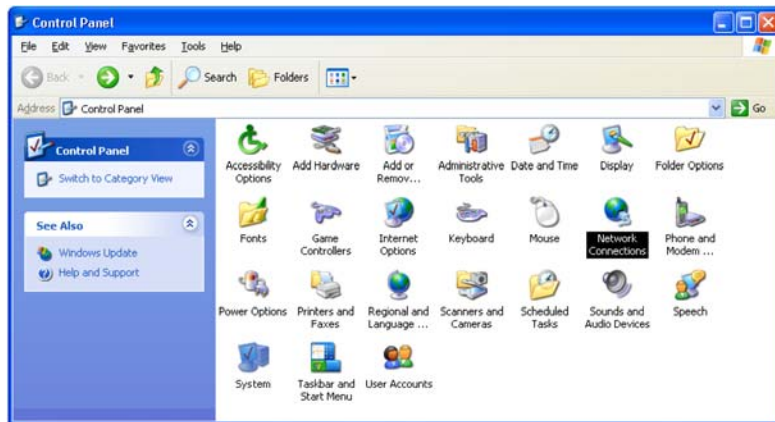 Control Panel
File Edit View Favorites Tools Help
Back Search Folders
Address Control Panel Go
Control Panel
Switch to Category View
See Also
Windows Update
Help and Support
Accessibility Options
Add Hardware
Add or Remov...
Administrative Tools
Date and Time
Display
Folder Options
Fonts
Game Controllers
Internet Options
Keyboard
Mouse
Network Connections
Phone and Modem ...
Power Options
Printers and Faxes
Regional and Language ...
Scanners and Cameras
Scheduled Tasks
Sounds and Audio Devices
Speech
System
Taskbar and Start Menu
User Accounts